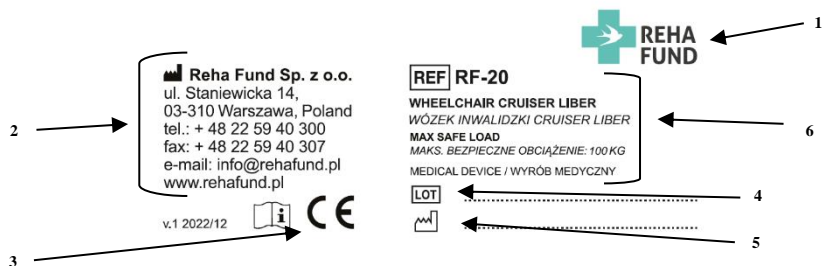 1
REHA
FUND
2
Reha Fund Sp. z o.o.
ul. Staniewicka 14,
03-310 Warszawa, Poland
tel.: + 48 22 59 40 300
fax: + 48 22 59 40 307
e-mail: info@rehafund.pl
www.rehafund.pl
v.1 2022/12
i
CE
3
REF RF-20
WHEELCHAIR CRUISER LIBER
WÓZEK INWALIDZKI CRUISER LIBER
MAX SAFE LOAD
MAKS. BEZPIECZNE OBCIĄŻENIE: 100 KG
MEDICAL DEVICE / WYRÓB MEDYCZNY
6
LOT
4
5